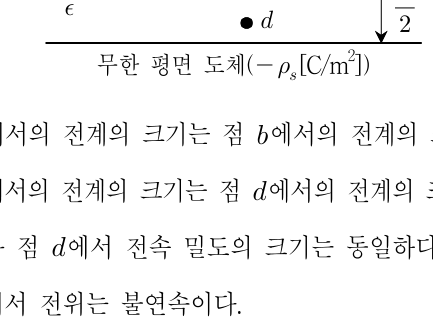 ϵ
d
2
무한 평면 도체(−ρₛ[C/m²])
서의 전계의 크기는 점 b에서의 전계의
서의 전계의 크기는 점 d에서의 전계의
점 d에서 전속 밀도의 크기는 동일하다
서 전위는 불연속이다.